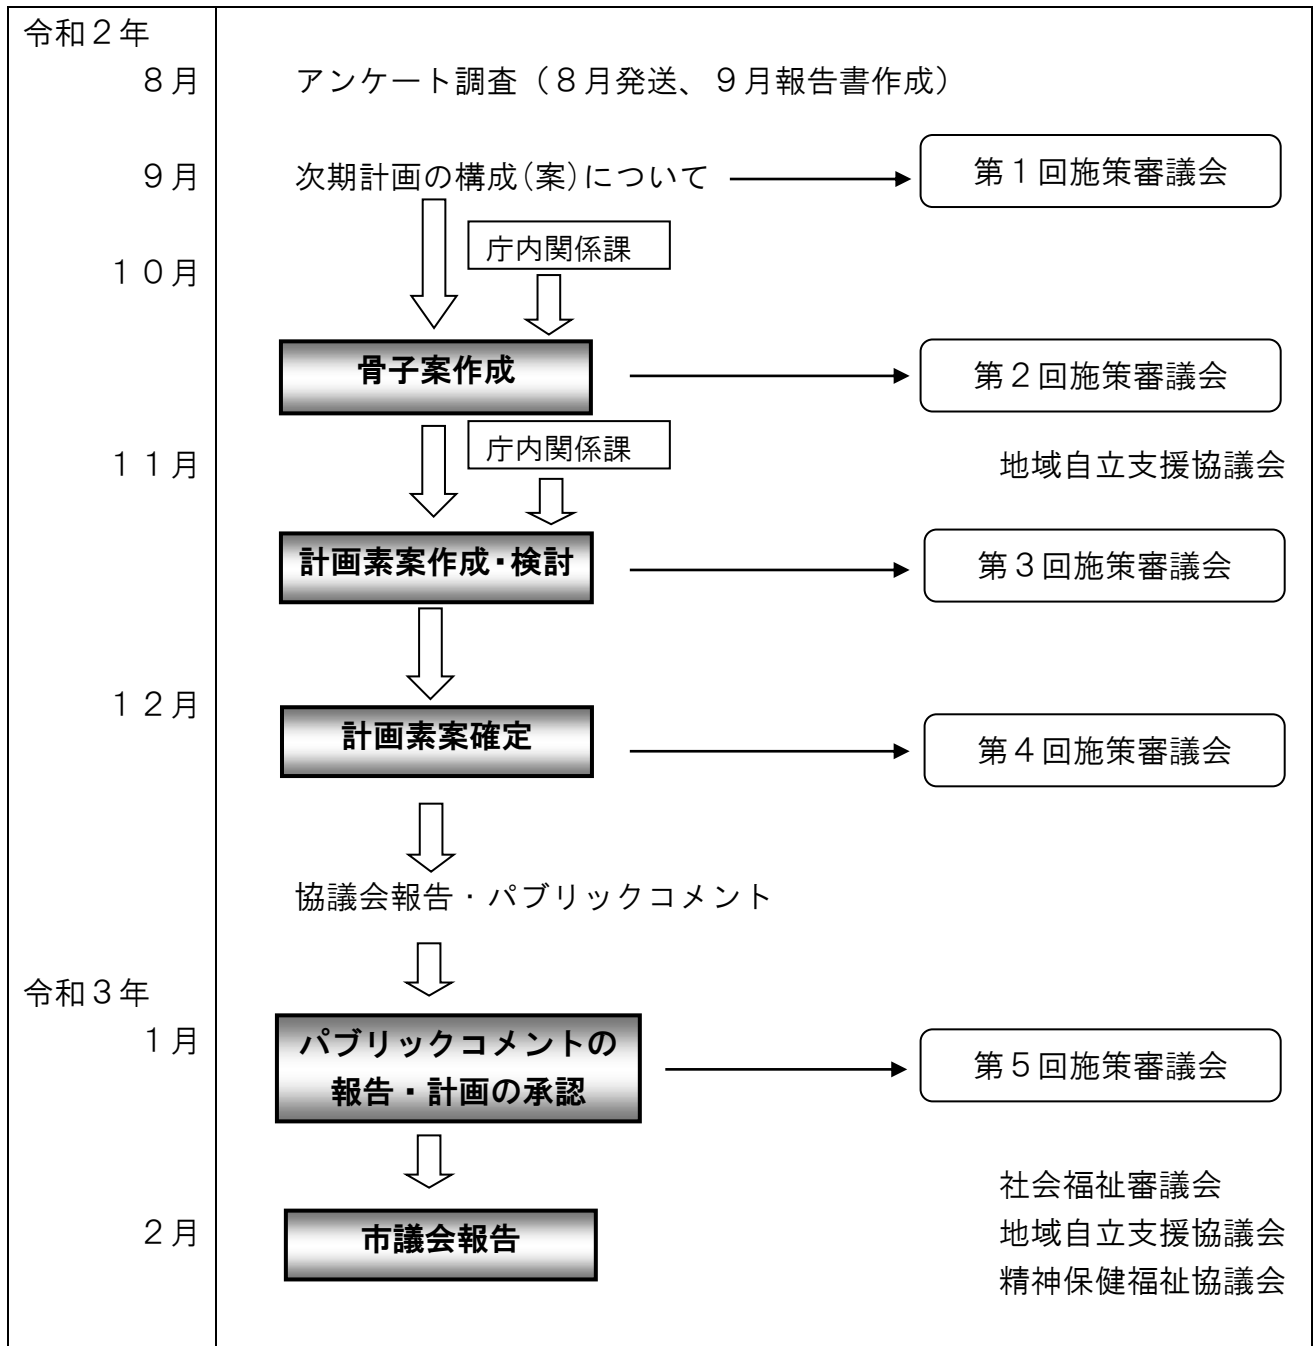 令和２年
８月　アンケート調査（８月発送、９月報告書作成）
９月　次期計画の構成(案)について　第１回施策審議会
庁内関係課
１０月
骨子案作成　第２回施策審議会
庁内関係課
１１月　地域自立支援協議会
計画素案作成・検討　第３回施策審議会
１２月
計画素案確定　第４回施策審議会
協議会報告・パブリックコメント
令和３年
１月　パブリックコメントの　第５回施策審議会
報告・計画の承認
社会福祉審議会
２月　市議会報告　地域自立支援協議会
精神保健福祉協議会